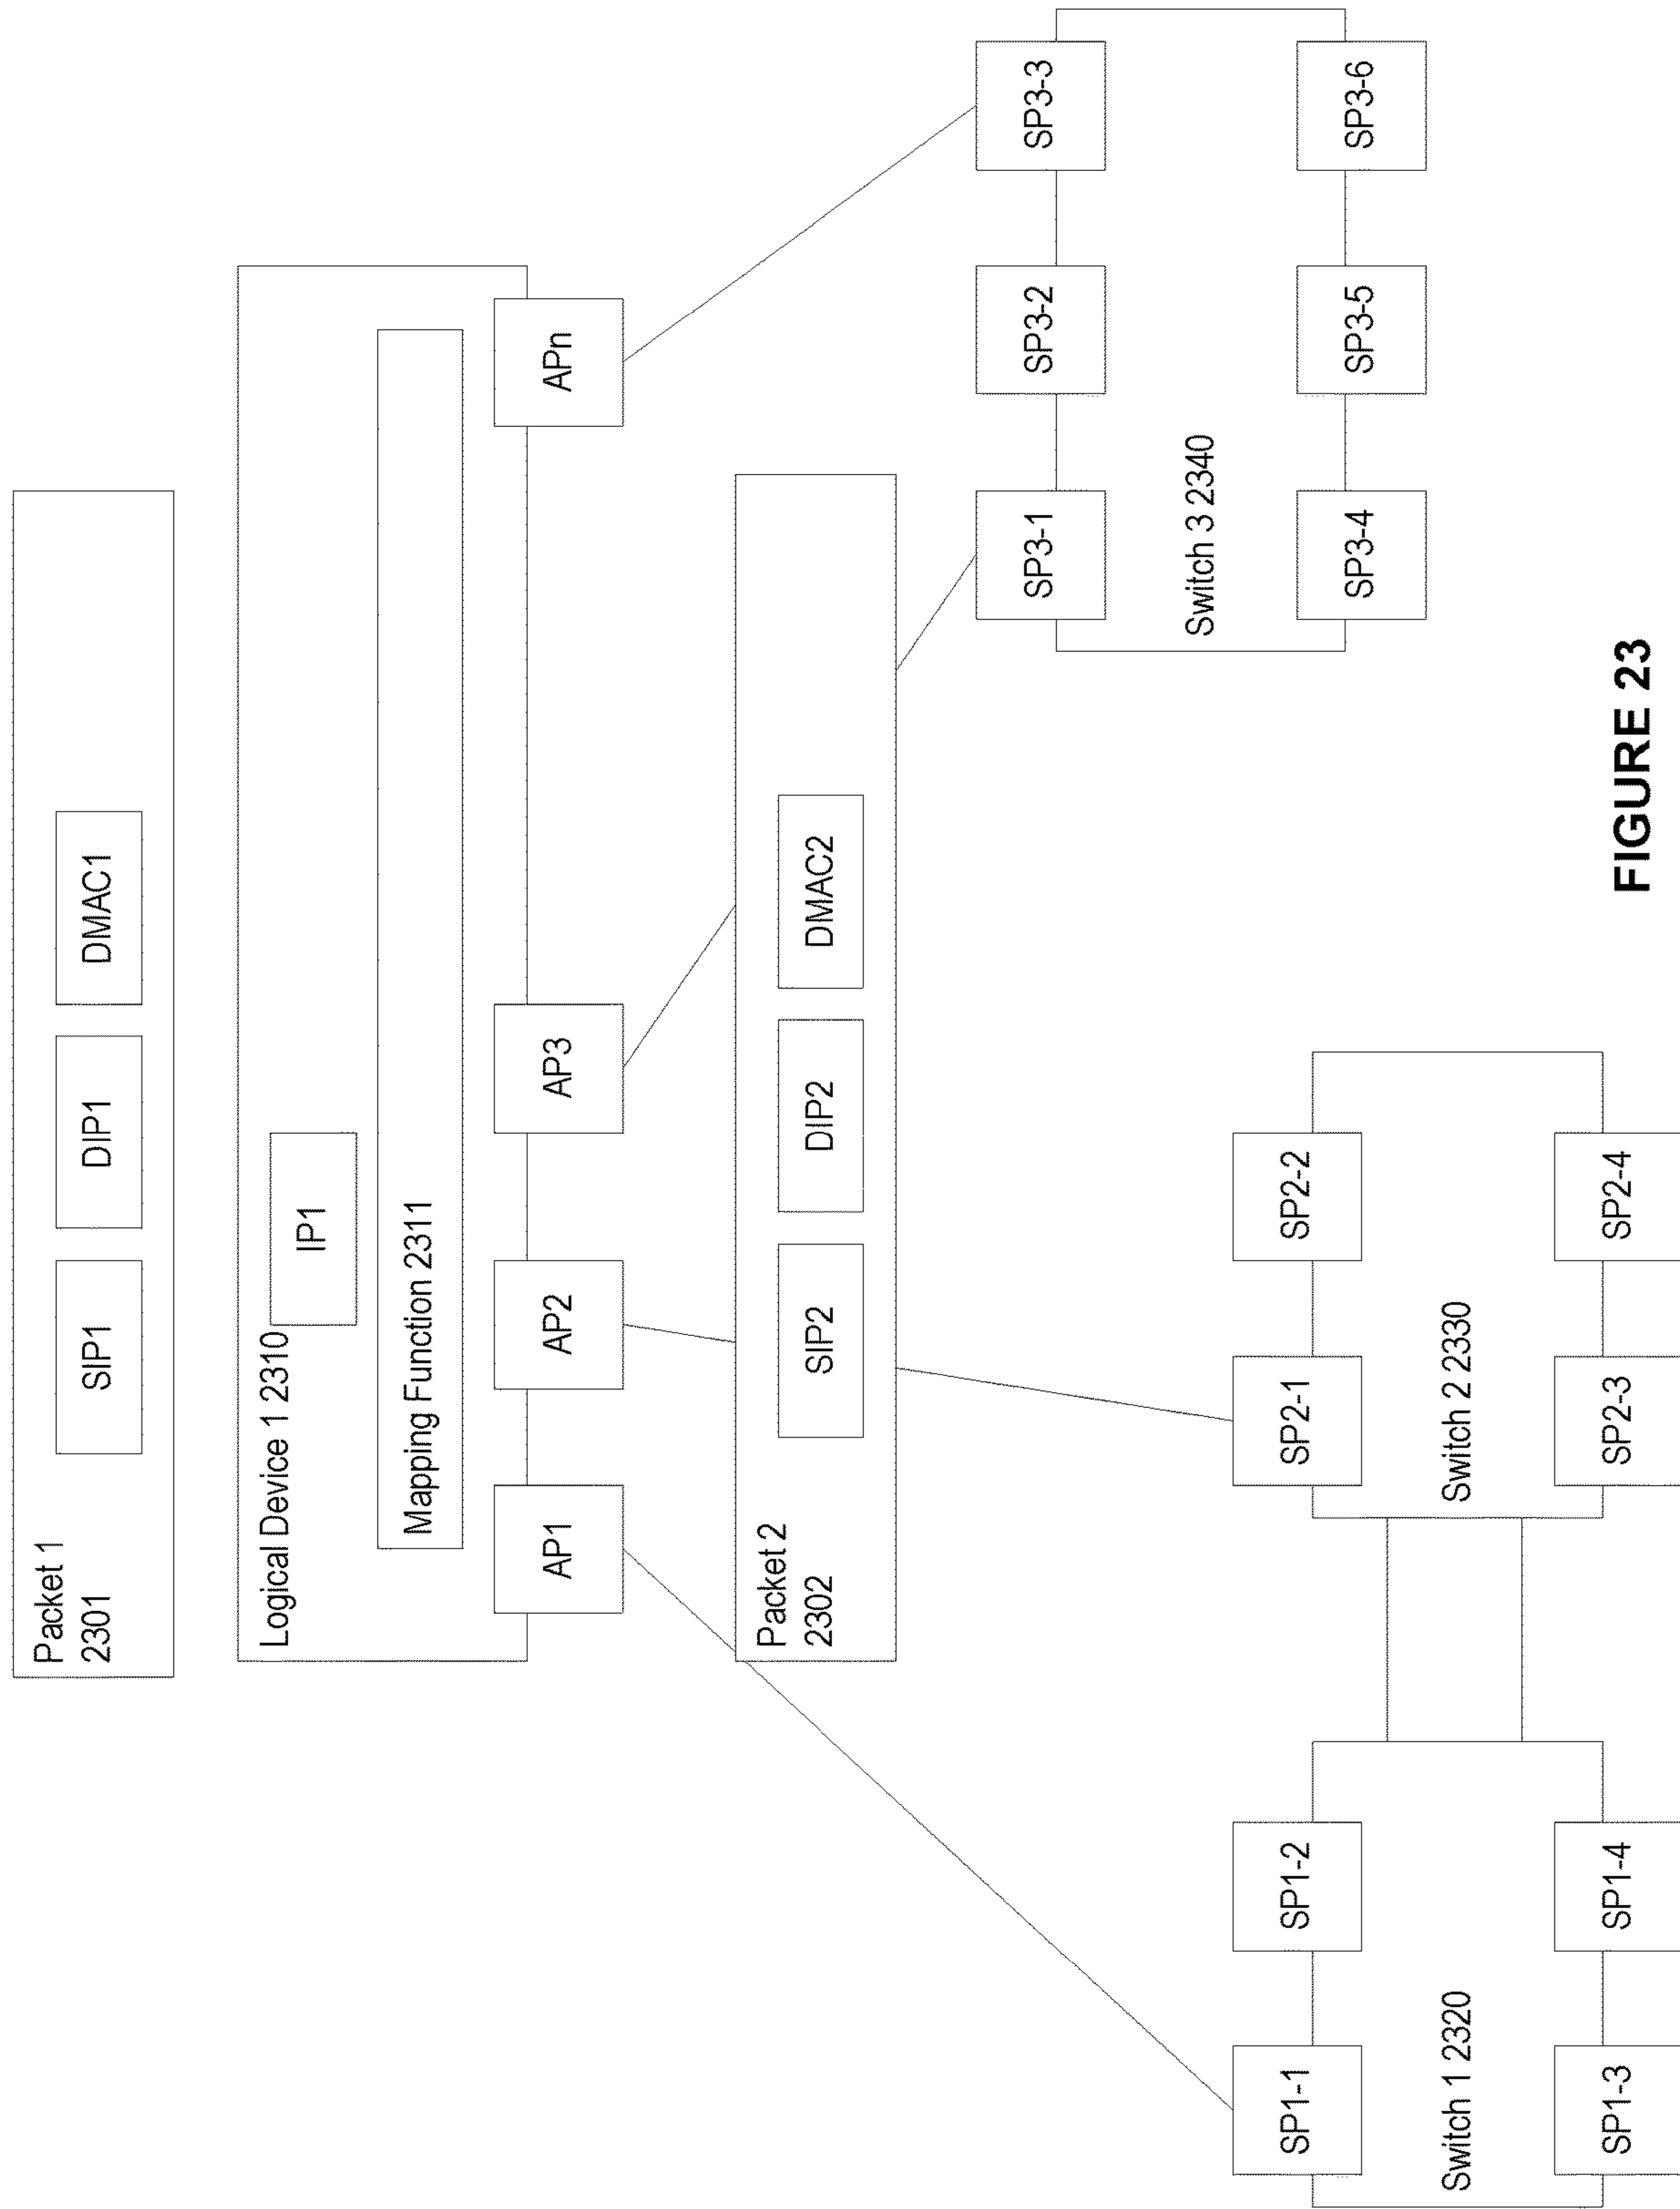 Packet 1
2301
SIP1
DIP1
DMAC1
Logical Device 1 2310
IP1
Mapping Function 2311
AP1
AP2
AP3
APn
Packet 2
2302
SIP2
DIP2
DMAC2
SP3-1
SP3-2
SP3-3
Switch 3 2340
SP3-4
SP3-5
SP3-6
SP1-1
SP1-2
SP2-1
SP2-2
Switch 1 2320
Switch 2 2330
SP1-3
SP1-4
SP2-3
SP2-4
FIGURE 23